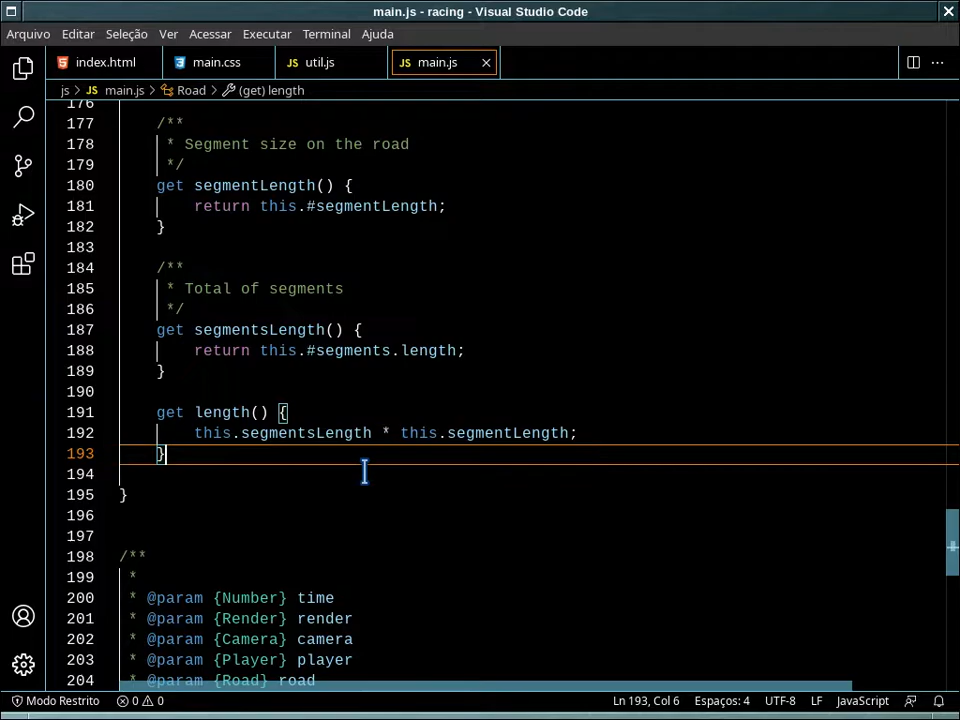 main.js - racing - Visual Studio Code
Arquivo Editar Seleção Ver Acessar Executar Terminal Ajuda
index.html main.css JS util.js JS main.js
js > JS main.js > Road > (get) length
176
177 /**
178 * Segment size on the road
179 */
180 get segmentLength() {
181 return this.#segmentLength;
182 }
183
184 /**
185 * Total of segments
186 */
187 get segmentsLength() {
188 return this.#segments.length;
189 }
190
191 get length() {
192 this.segmentsLength * this.segmentLength;
193 }
194
195 }
196
197
198 /**
199 *
200 * @param {Number} time
201 * @param {Render} render
202 * @param {Camera} camera
203 * @param {Player} player
204 * @param {Road} road
Modo Restrito 0 0 Ln 193, Col 6 Espaços: 4 UTF-8 LF JavaScript